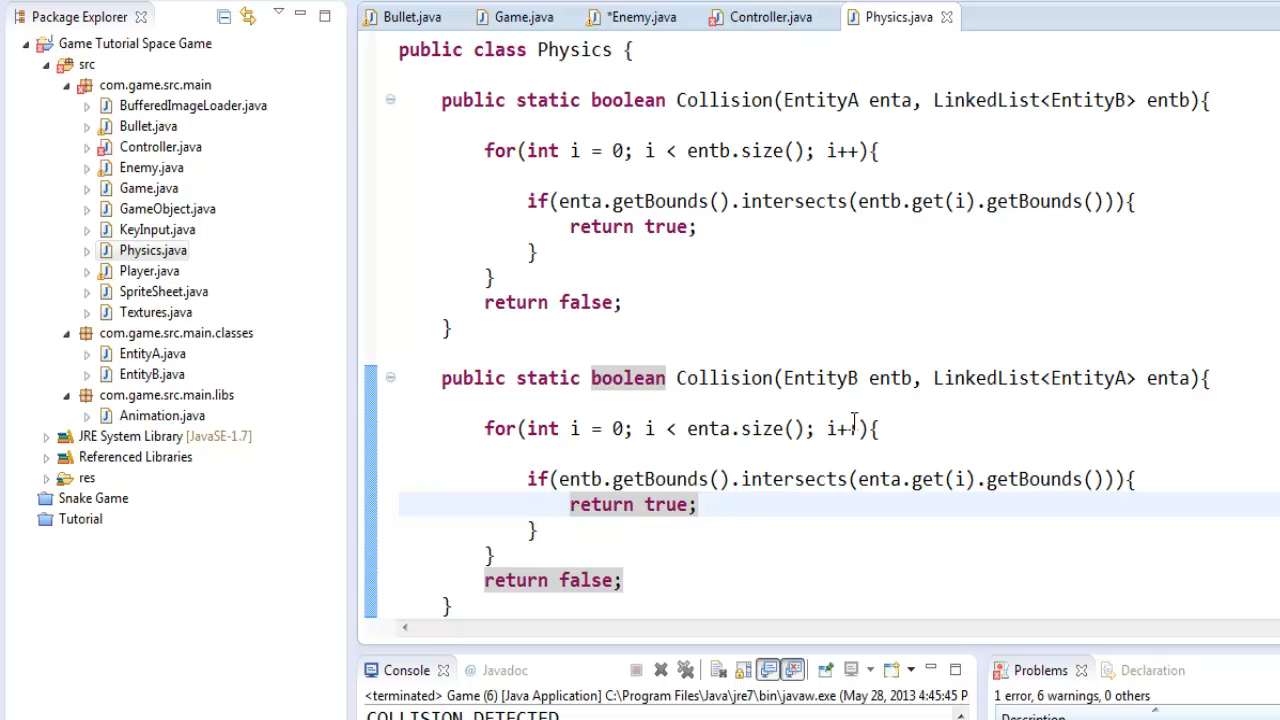 Package Explorer
Game Tutorial Space Game
src
com.game.src.main
BufferedImageLoader.java
Bullet.java
Controller.java
Enemy.java
Game.java
GameObject.java
KeyInput.java
Physics.java
Player.java
SpriteSheet.java
Textures.java
com.game.src.main.classes
EntityA.java
EntityB.java
com.game.src.main.libs
Animation.java
JRE System Library [JavaSE-1.7]
Referenced Libraries
res
Snake Game
Tutorial
Bullet.java Game.java *Enemy.java Controller.java Physics.java
public class Physics {
public static boolean Collision(EntityA enta, LinkedList<EntityB> entb){
for(int i = 0; i < entb.size(); i++){
if(enta.getBounds().intersects(entb.get(i).getBounds())){
return true;
}
}
return false;
}
public static boolean Collision(EntityB entb, LinkedList<EntityA> enta){
for(int i = 0; i < enta.size(); i++){
if(entb.getBounds().intersects(enta.get(i).getBounds())){
return true;
}
}
return false;
}
Console @ Javadoc
<terminated> Game (6) [Java Application] C:\Program Files\Java\jre7\bin\javaw.exe (May 28, 2013 4:45:45 P
COLLISION DETECTED
Problems Declaration
1 error, 6 warnings, 0 others
Description